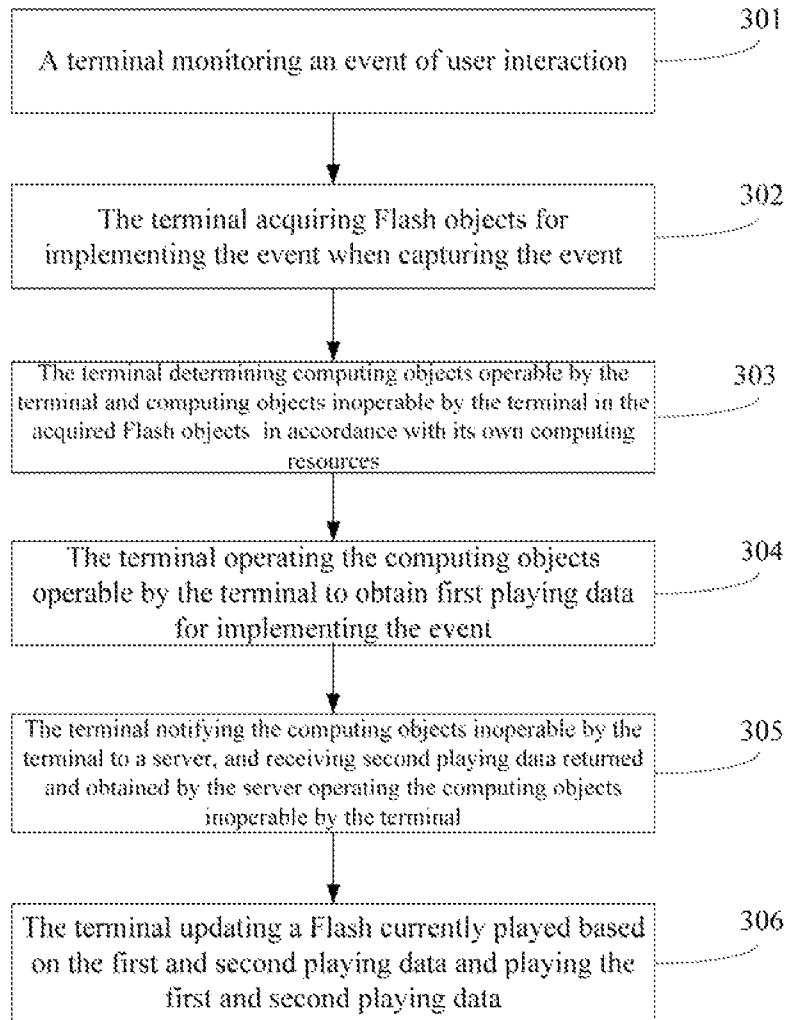 301
A terminal monitoring an event of user interaction
302
The terminal acquiring Flash objects for
implementing the event when capturing the event
303
The terminal determining computing objects operable by the
terminal and computing objects inoperable by the terminal in the
acquired Flash objects in accordance with its own computing
resources
304
The terminal operating the computing objects
operable by the terminal to obtain first playing data
for implementing the event
305
The terminal notifying the computing objects inoperable by the
terminal to a server, and receiving second playing data returned
and obtained by the server operating the computing objects
inoperable by the terminal
306
The terminal updating a Flash currently played based
on the first and second playing data and playing the
first and second playing data